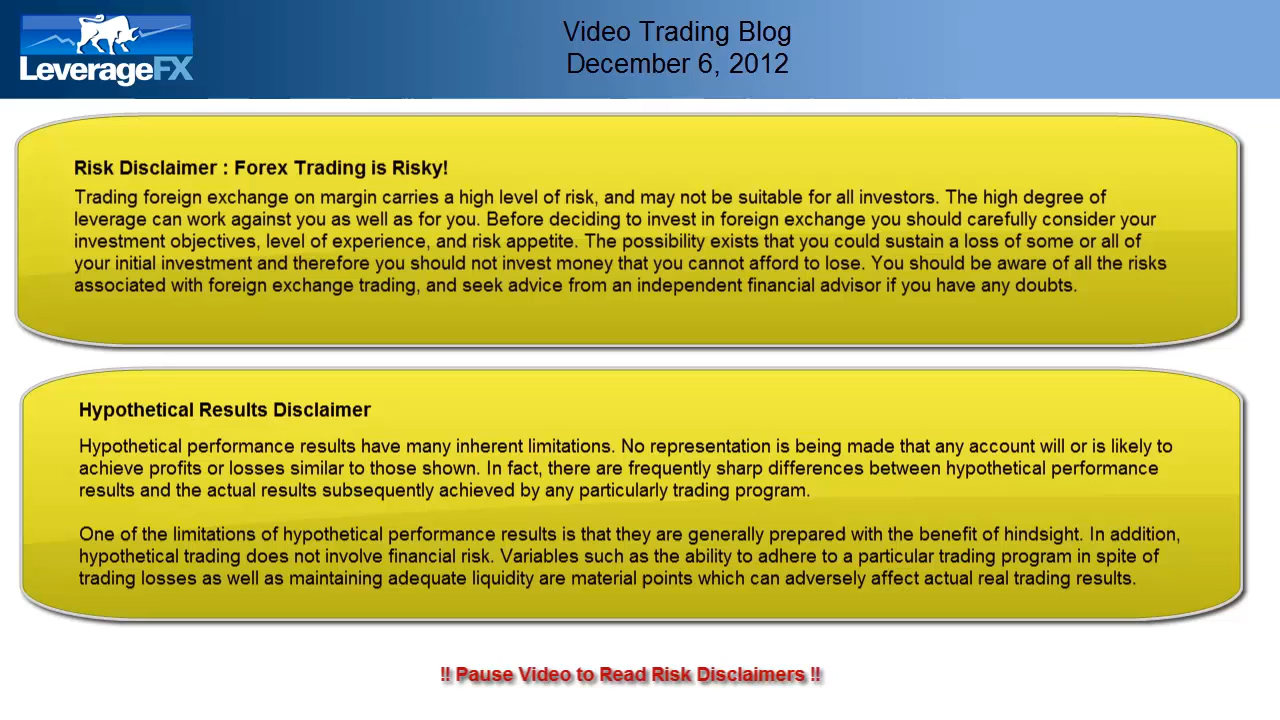 LeverageFX
Video Trading Blog
December 6, 2012
Risk Disclaimer : Forex Trading is Risky!
Trading foreign exchange on margin carries a high level of risk, and may not be suitable for all investors. The high degree of
leverage can work against you as well as for you. Before deciding to invest in foreign exchange you should carefully consider your
investment objectives, level of experience, and risk appetite. The possibility exists that you could sustain a loss of some or all of
your initial investment and therefore you should not invest money that you cannot afford to lose. You should be aware of all the risks
associated with foreign exchange trading, and seek advice from an independent financial advisor if you have any doubts.
Hypothetical Results Disclaimer
Hypothetical performance results have many inherent limitations. No representation is being made that any account will or is likely to
achieve profits or losses similar to those shown. In fact, there are frequently sharp differences between hypothetical performance
results and the actual results subsequently achieved by any particularly trading program.
One of the limitations of hypothetical performance results is that they are generally prepared with the benefit of hindsight. In addition,
hypothetical trading does not involve financial risk. Variables such as the ability to adhere to a particular trading program in spite of
trading losses as well as maintaining adequate liquidity are material points which can adversely affect actual real trading results.
!! Pause Video to Read Risk Disclaimers !!